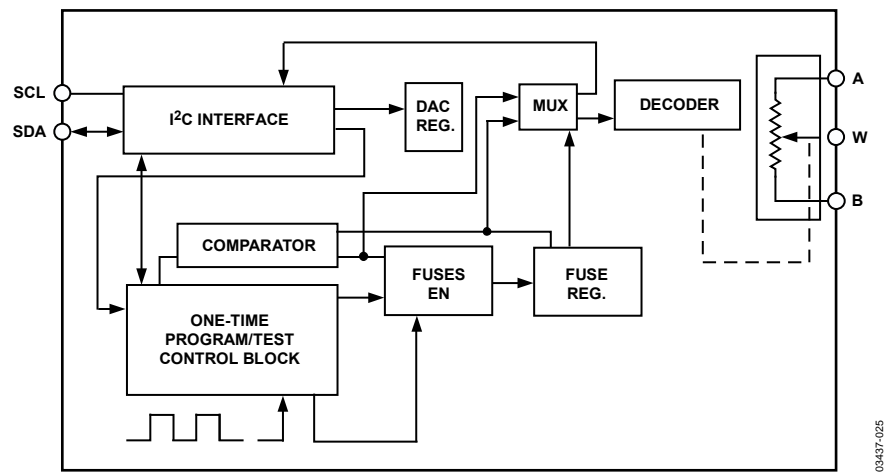 SCL
SDA
I²C INTERFACE
DAC
REG.
MUX
DECODER
A
W
B
COMPARATOR
FUSES
EN
FUSE
REG.
ONE-TIME
PROGRAM/TEST
CONTROL BLOCK
03437-025